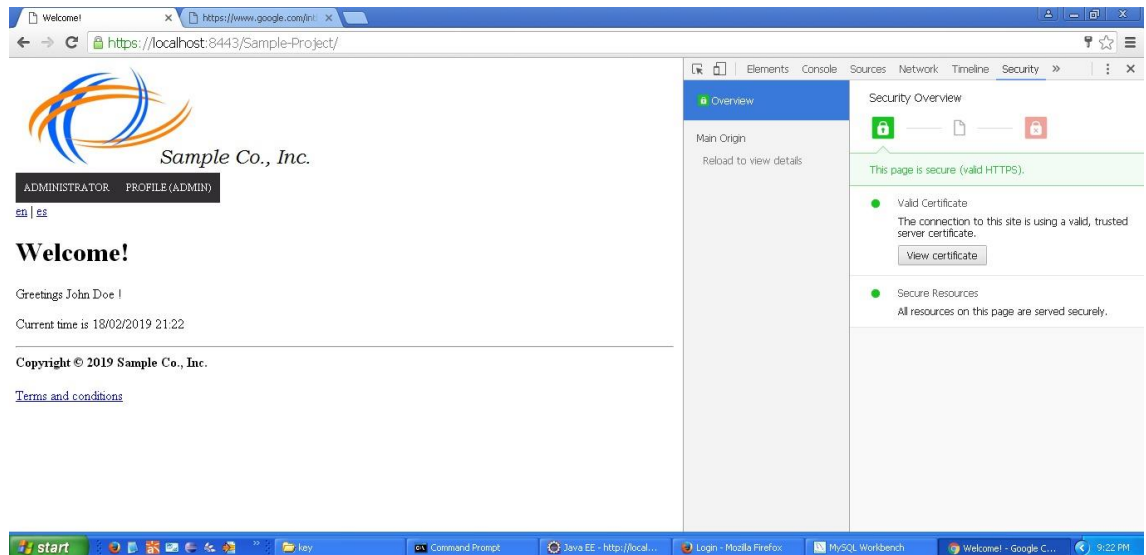 Welcome!
https://www.google.com/int
https://localhost:8443/Sample-Project/
Sample Co., Inc.
ADMINISTRATOR PROFILE (ADMIN)
en | es
Welcome!
Greetings John Doe !
Current time is 18/02/2019 21:22
Copyright © 2019 Sample Co., Inc.
Terms and conditions
Elements Console Sources Network Timeline Security »
Overview
Main Origin
Reload to view details
Security Overview
This page is secure (valid HTTPS).
Valid Certificate
The connection to this site is using a valid, trusted
server certificate.
View certificate
Secure Resources
All resources on this page are served securely.
start
key
Command Prompt
Java EE - http://local...
Login - Mozilla Firefox
MySQL Workbench
Welcome! - Google C...
9:22 PM